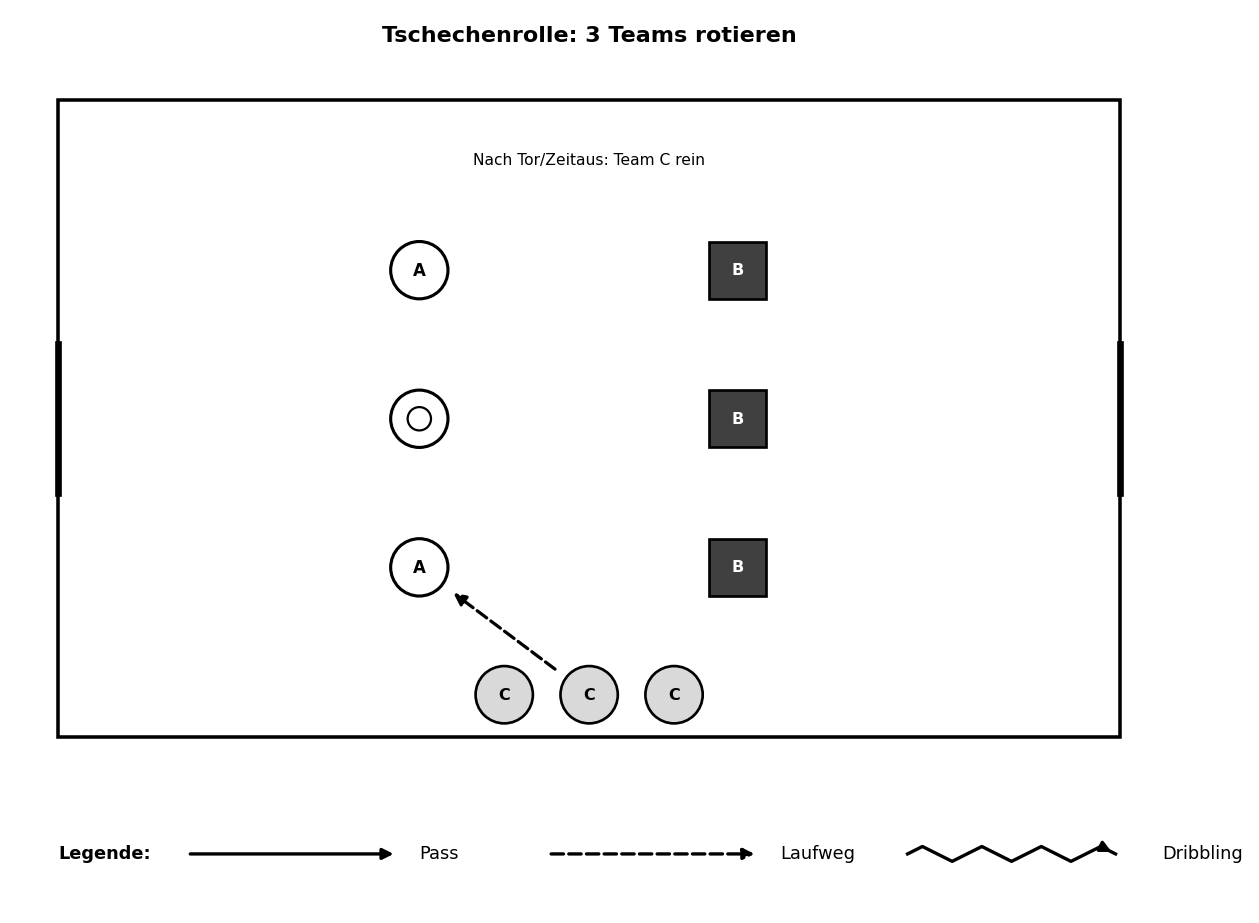 Tschechenrolle: 3 Teams rotieren
Nach Tor/Zeitaus: Team C rein
A
B
B
A
B
C
C
C
Legende:
Pass
Laufweg
Dribbling